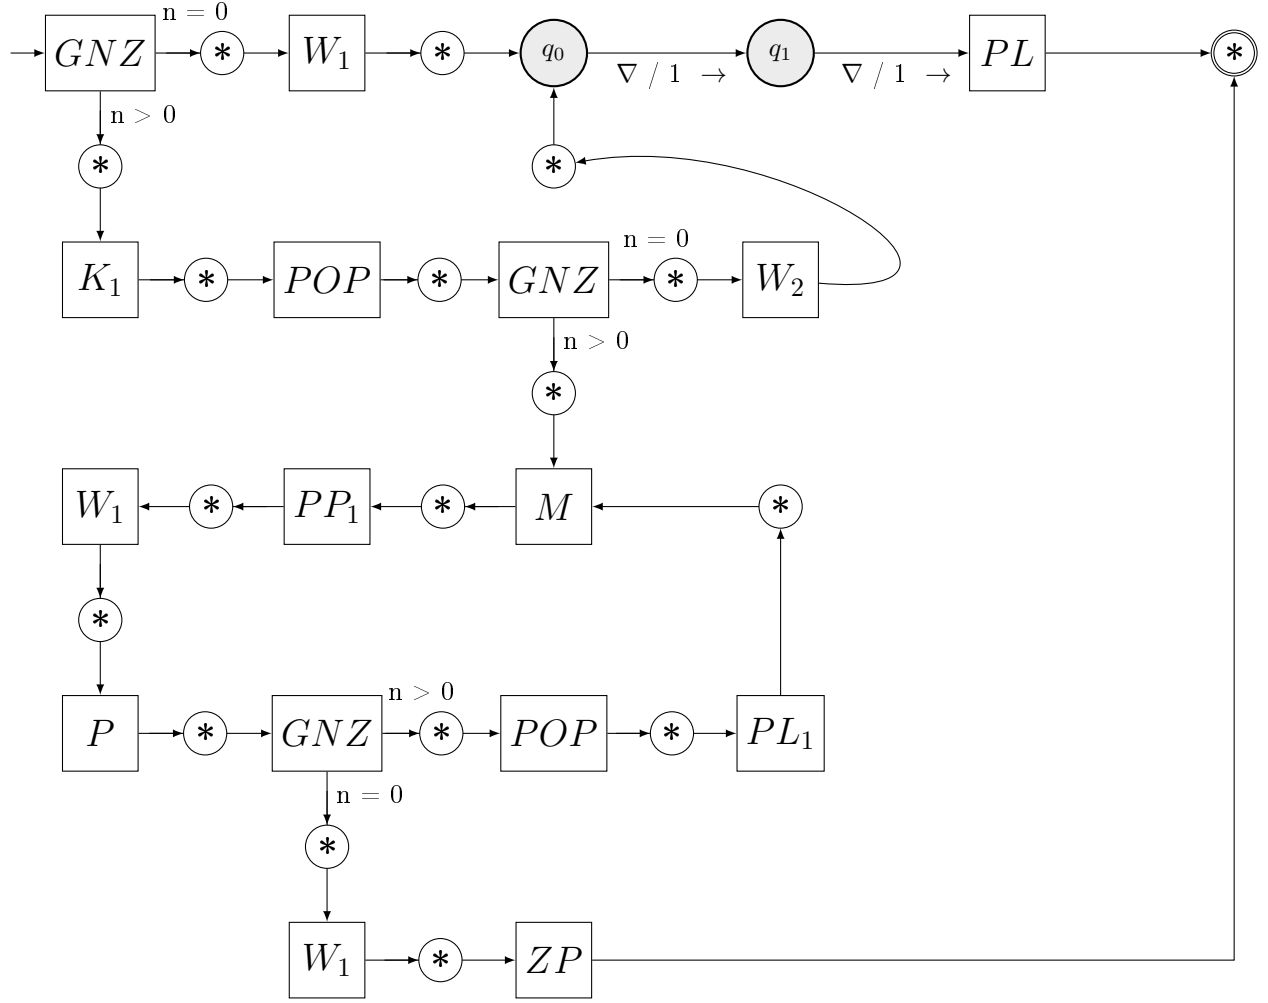 n = 0
GNZ * W₁ * q₀ q₁ PL *
∇ / 1 → ∇ / 1 →
n > 0
* *
n = 0
K₁ * POP * GNZ * W₂
n > 0
*
W₁ * PP₁ * M *
*
n > 0
P * GNZ * POP * PL₁
n = 0
*
W₁ * ZP